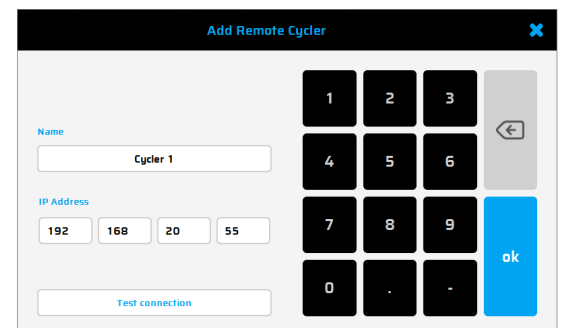 Add Remote Cycler
Name
Cycler 1
IP Address
192 168 20 55
Test connection
1 2 3
4 5 6
7 8 9
0 . -
ok